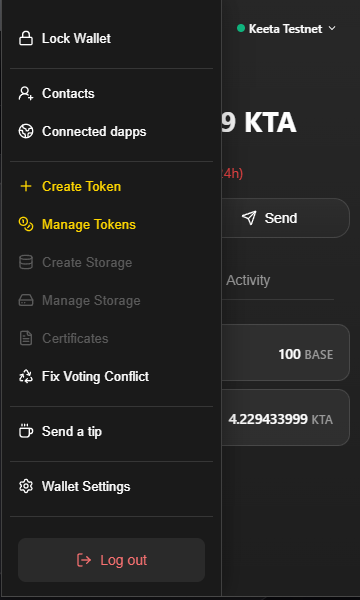 Lock Wallet
Contacts
Connected dapps
Create Token
Manage Tokens
Create Storage
Manage Storage
Certificates
Fix Voting Conflict
Send a tip
Wallet Settings
Log out
Keeta Testnet
9 KTA
24h)
Send
Activity
100 BASE
4.229433999 KTA